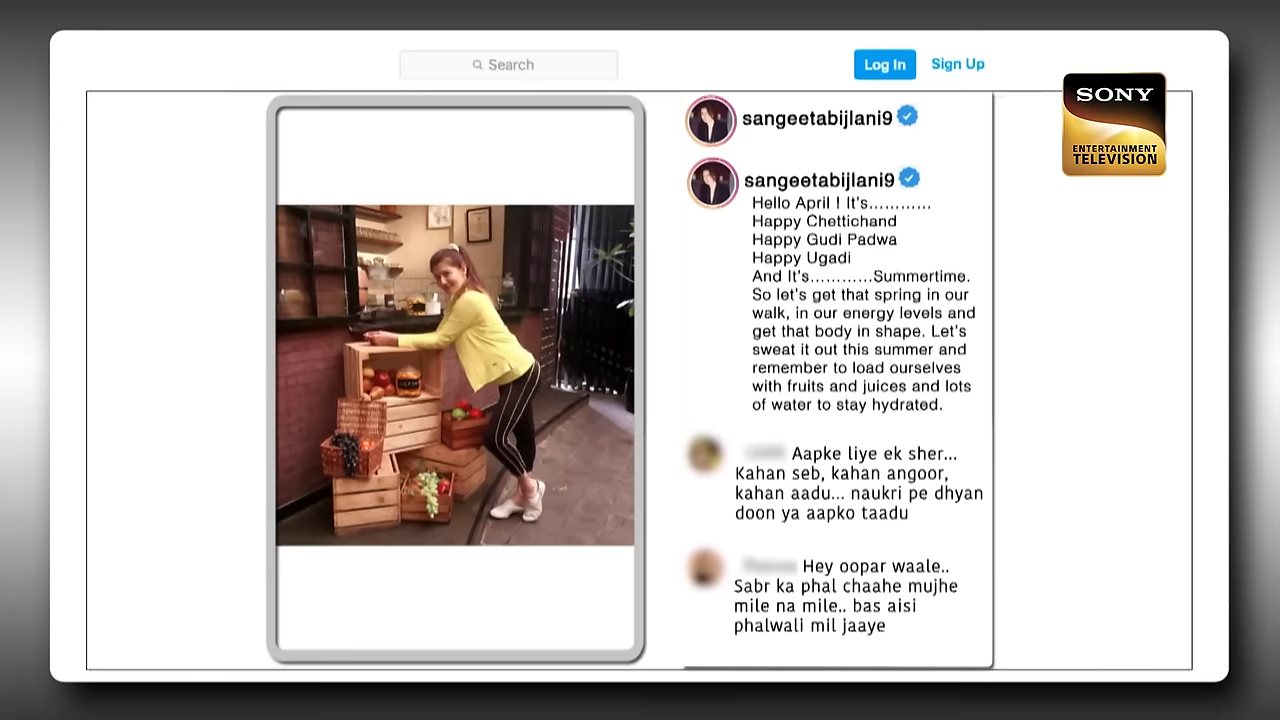 Search
Log In
Sign Up
SONY
ENTERTAINMENT
TELEVISION
sangeetabijlani9
sangeetabijlani9
Hello April ! It's............
Happy Chettichand
Happy Gudi Padwa
Happy Ugadi
And It's............Summertime.
So let's get that spring in our
walk, in our energy levels and
get that body in shape. Let's
sweat it out this summer and
remember to load ourselves
with fruits and juices and lots
of water to stay hydrated.
Aapke liye ek sher...
Kahan seb, kahan angoor,
kahan aadu... naukri pe dhyan
doon ya aapko taadu
Hey oopar waale..
Sabr ka phal chaahe mujhe
mile na mile.. bas aisi
phalwali mil jaaye